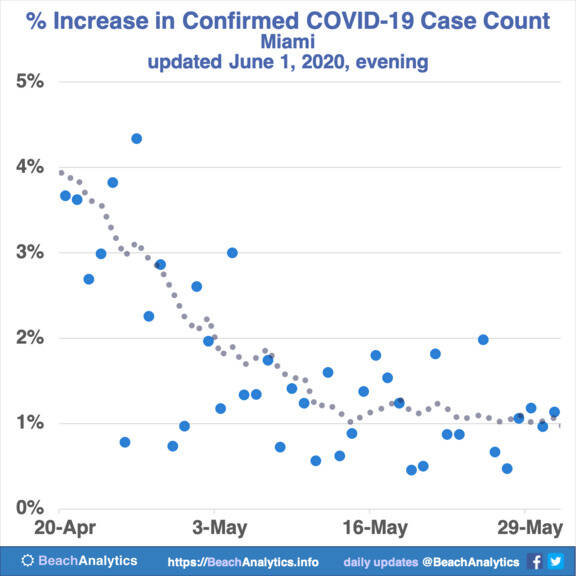 % Increase in Confirmed COVID-19 Case Count
Miami
updated June 1, 2020, evening
5%
4%
3%
2%
1%
0%
20-Apr 3-May 16-May 29-May
BeachAnalytics https://BeachAnalytics.info daily updates @BeachAnalytics f